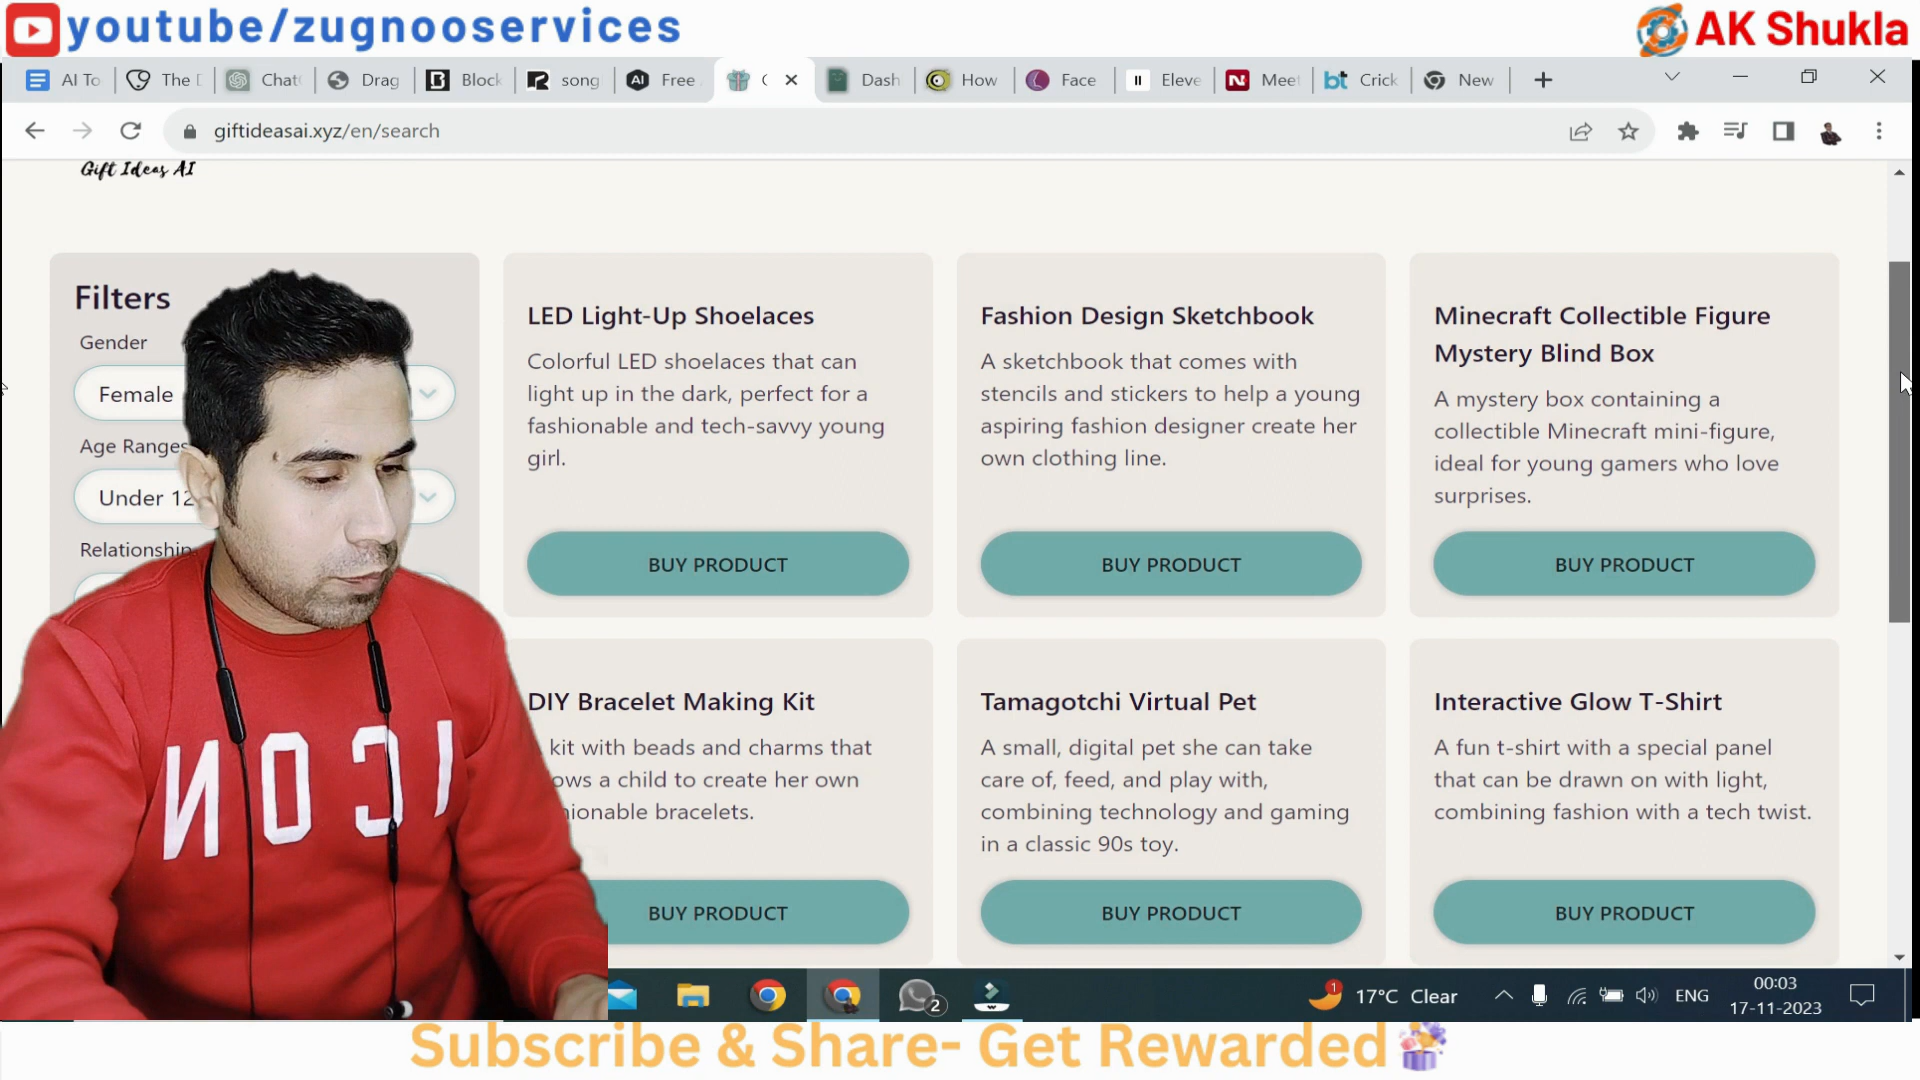 youtube/zugnooservices
AK Shukla
AI To
The D
Chat
Drag
Block
song
Free
Dash
How
Face
Eleve
Meet
Crick
New
giftideasai.xyz/en/search
Gift Ideas AI
Filters
Gender
Female
Age Ranges
Under 12
Relationship
LED Light-Up Shoelaces
Colorful LED shoelaces that can
light up in the dark, perfect for a
fashionable and tech-savvy young
girl.
BUY PRODUCT
Fashion Design Sketchbook
A sketchbook that comes with
stencils and stickers to help a young
aspiring fashion designer create her
own clothing line.
BUY PRODUCT
Minecraft Collectible Figure
Mystery Blind Box
A mystery box containing a
collectible Minecraft mini-figure,
ideal for young gamers who love
surprises.
BUY PRODUCT
DIY Bracelet Making Kit
kit with beads and charms that
ows a child to create her own
hionable bracelets.
BUY PRODUCT
Tamagotchi Virtual Pet
A small, digital pet she can take
care of, feed, and play with,
combining technology and gaming
in a classic 90s toy.
BUY PRODUCT
Interactive Glow T-Shirt
A fun t-shirt with a special panel
that can be drawn on with light,
combining fashion with a tech twist.
BUY PRODUCT
ICON
2
1
17°C Clear
ENG
00:03
17-11-2023
Subscribe & Share- Get Rewarded